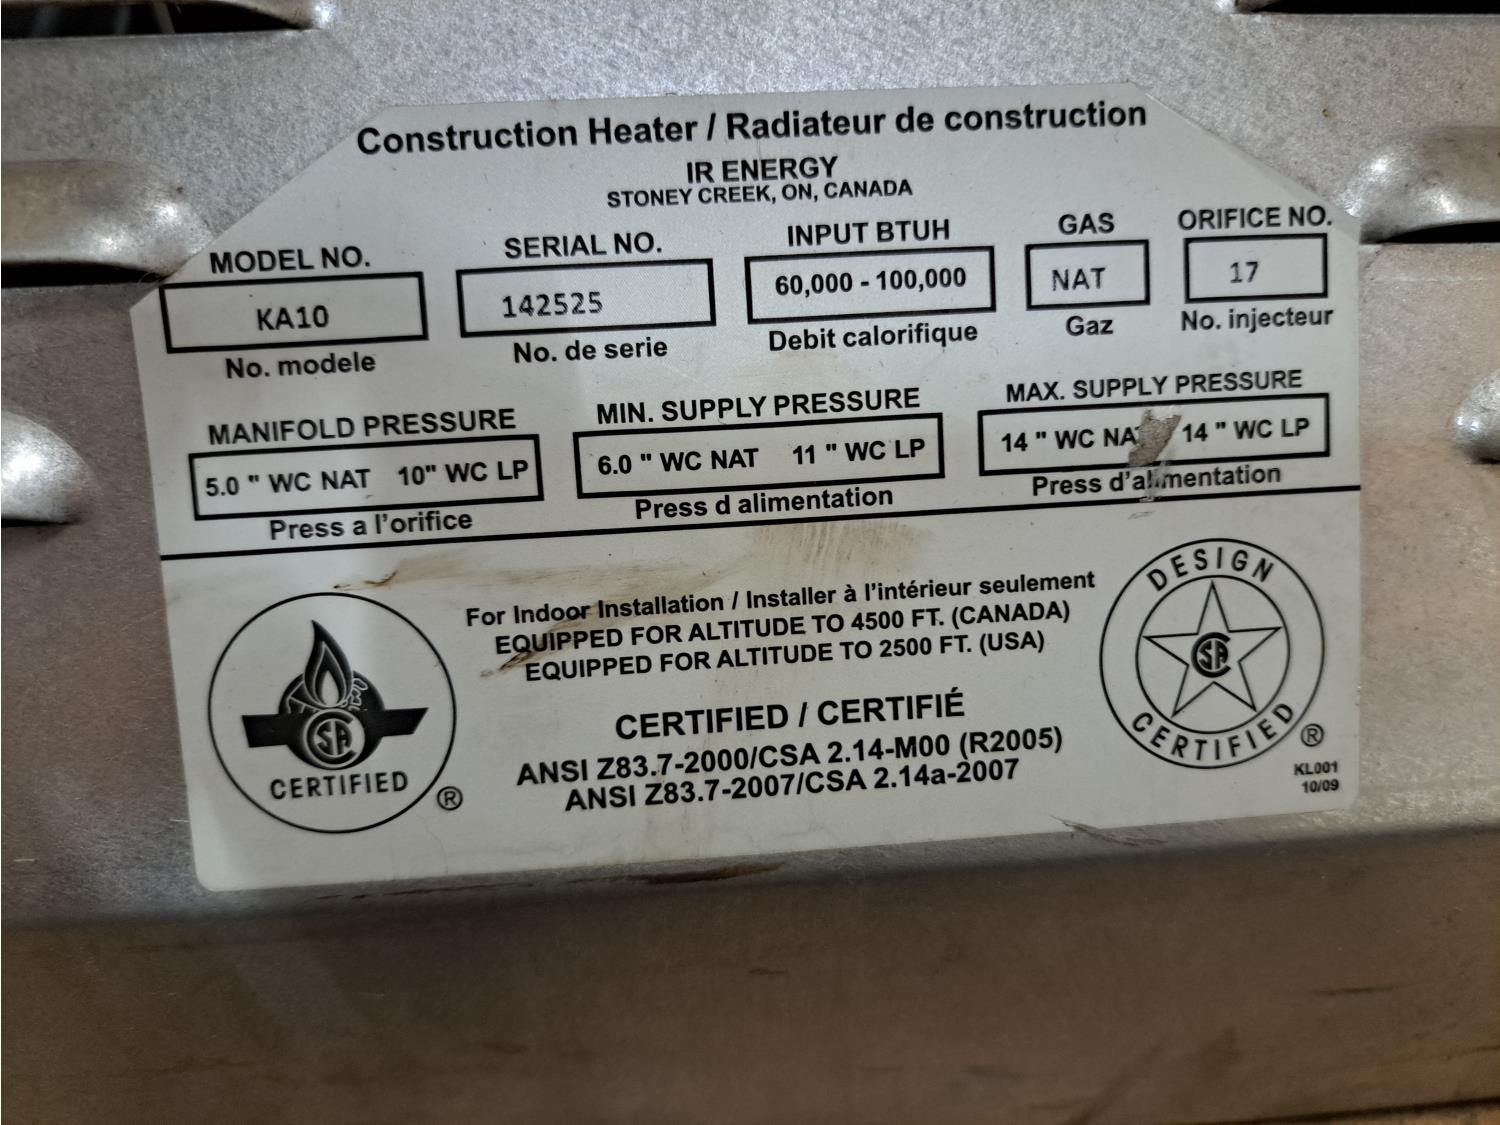 Construction Heater / Radiateur de construction
IR ENERGY
STONEY CREEK, ON, CANADA
MODEL NO. SERIAL NO. INPUT BTUH GAS ORIFICE NO.
KA10 142525 60,000 - 100,000 NAT 17
No. modele No. de serie Debit calorifique Gaz No. injecteur
MANIFOLD PRESSURE MIN. SUPPLY PRESSURE MAX. SUPPLY PRESSURE
5.0 " WC NAT 10" WC LP 6.0 " WC NAT 11 " WC LP 14 " WC NA 14 " WC LP
Press a l'orifice Press d alimentation Press d'alimentation
For Indoor Installation / Installer à l'intérieur seulement
EQUIPPED FOR ALTITUDE TO 4500 FT. (CANADA)
EQUIPPED FOR ALTITUDE TO 2500 FT. (USA)
CERTIFIED / CERTIFIÉ
ANSI Z83.7-2000/CSA 2.14-M00 (R2005)
ANSI Z83.7-2007/CSA 2.14a-2007
CSA
CERTIFIED ®
DESIGN
CSA
CERTIFIED ®
KL001
10/09